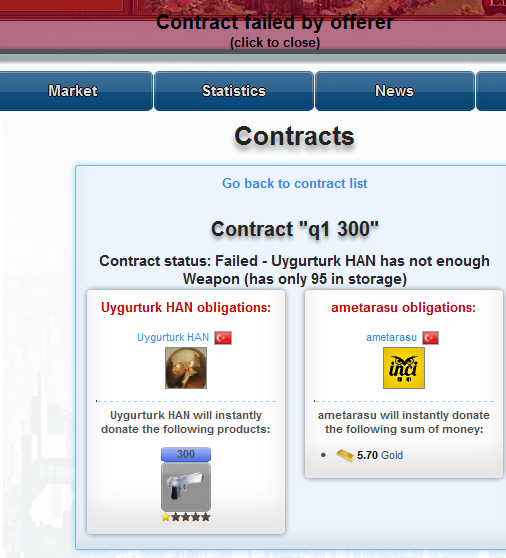 Contract failed by offerer
(click to close)
Market
Statistics
News
Contracts
Go back to contract list
Contract "q1 300"
Contract status: Failed - Uygurturk HAN has not enough
Weapon (has only 95 in storage)
Uygurturk HAN obligations:
Uygurturk HAN
Uygurturk HAN will instantly
donate the following products:
300
ametarasu obligations:
ametarasu
inci
ametarasu will instantly donate
the following sum of money:
5.70 Gold